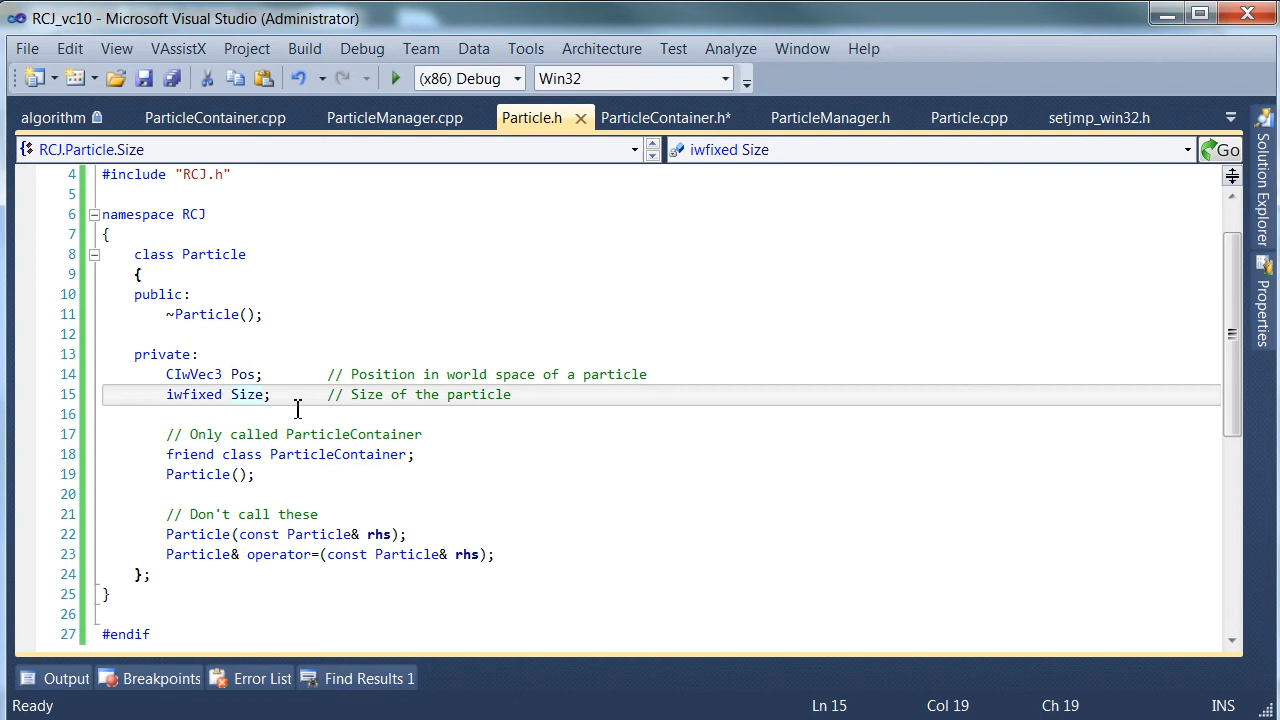 RCJ_vc10 - Microsoft Visual Studio (Administrator)
File Edit View VAssistX Project Build Debug Team Data Tools Architecture Test Analyze Window Help
(x86) Debug Win32
algorithm ParticleContainer.cpp ParticleManager.cpp Particle.h ParticleContainer.h* ParticleManager.h Particle.cpp setjmp_win32.h
RCJ.Particle.Size iwfixed Size Go
4 #include "RCJ.h"
5
6 namespace RCJ
7 {
8 class Particle
9 {
10 public:
11 ~Particle();
12
13 private:
14 CIwVec3 Pos; // Position in world space of a particle
15 iwfixed Size; // Size of the particle
16
17 // Only called ParticleContainer
18 friend class ParticleContainer;
19 Particle();
20
21 // Don't call these
22 Particle(const Particle& rhs);
23 Particle& operator=(const Particle& rhs);
24 };
25 }
26
27 #endif
Solution Explorer
Properties
Output Breakpoints Error List Find Results 1
Ready Ln 15 Col 19 Ch 19 INS